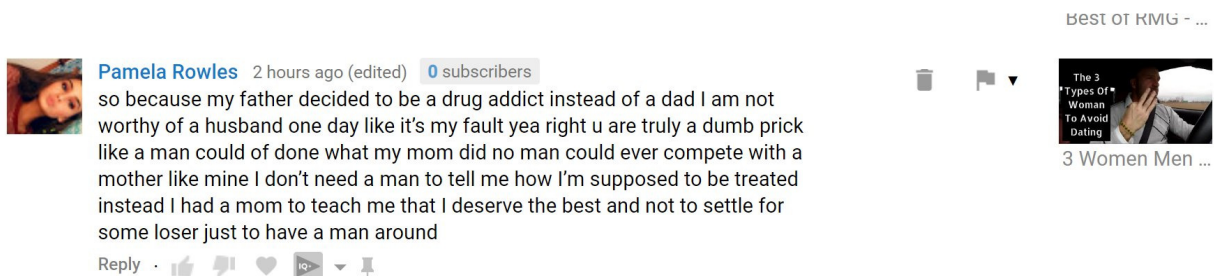 Best of RMG - ...
Pamela Rowles 2 hours ago (edited) 0 subscribers
so because my father decided to be a drug addict instead of a dad I am not
worthy of a husband one day like it's my fault yea right u are truly a dumb prick
like a man could of done what my mom did no man could ever compete with a
mother like mine I don't need a man to tell me how I'm supposed to be treated
instead I had a mom to teach me that I deserve the best and not to settle for
some loser just to have a man around
Reply · IQ+
The 3
Types Of
Woman
To Avoid
Dating
3 Women Men ...